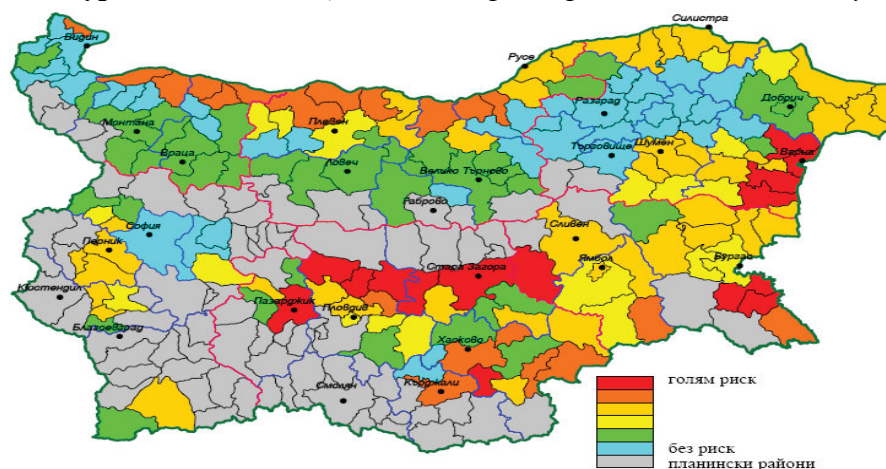 Силистра
Видин
Русе
Разград
Добрич
Монтана
Плевен
Търговище
Шумен
Варна
Враца
Ловеч
Велико Търново
Габрово
София
Сливен
Перник
Стара Загора
Ямбол
Бургас
Кюстендил
Пазарджик
Пловдив
Благоевград
Хасково
Смолян
Кърджали
голям риск
без риск
планински райони